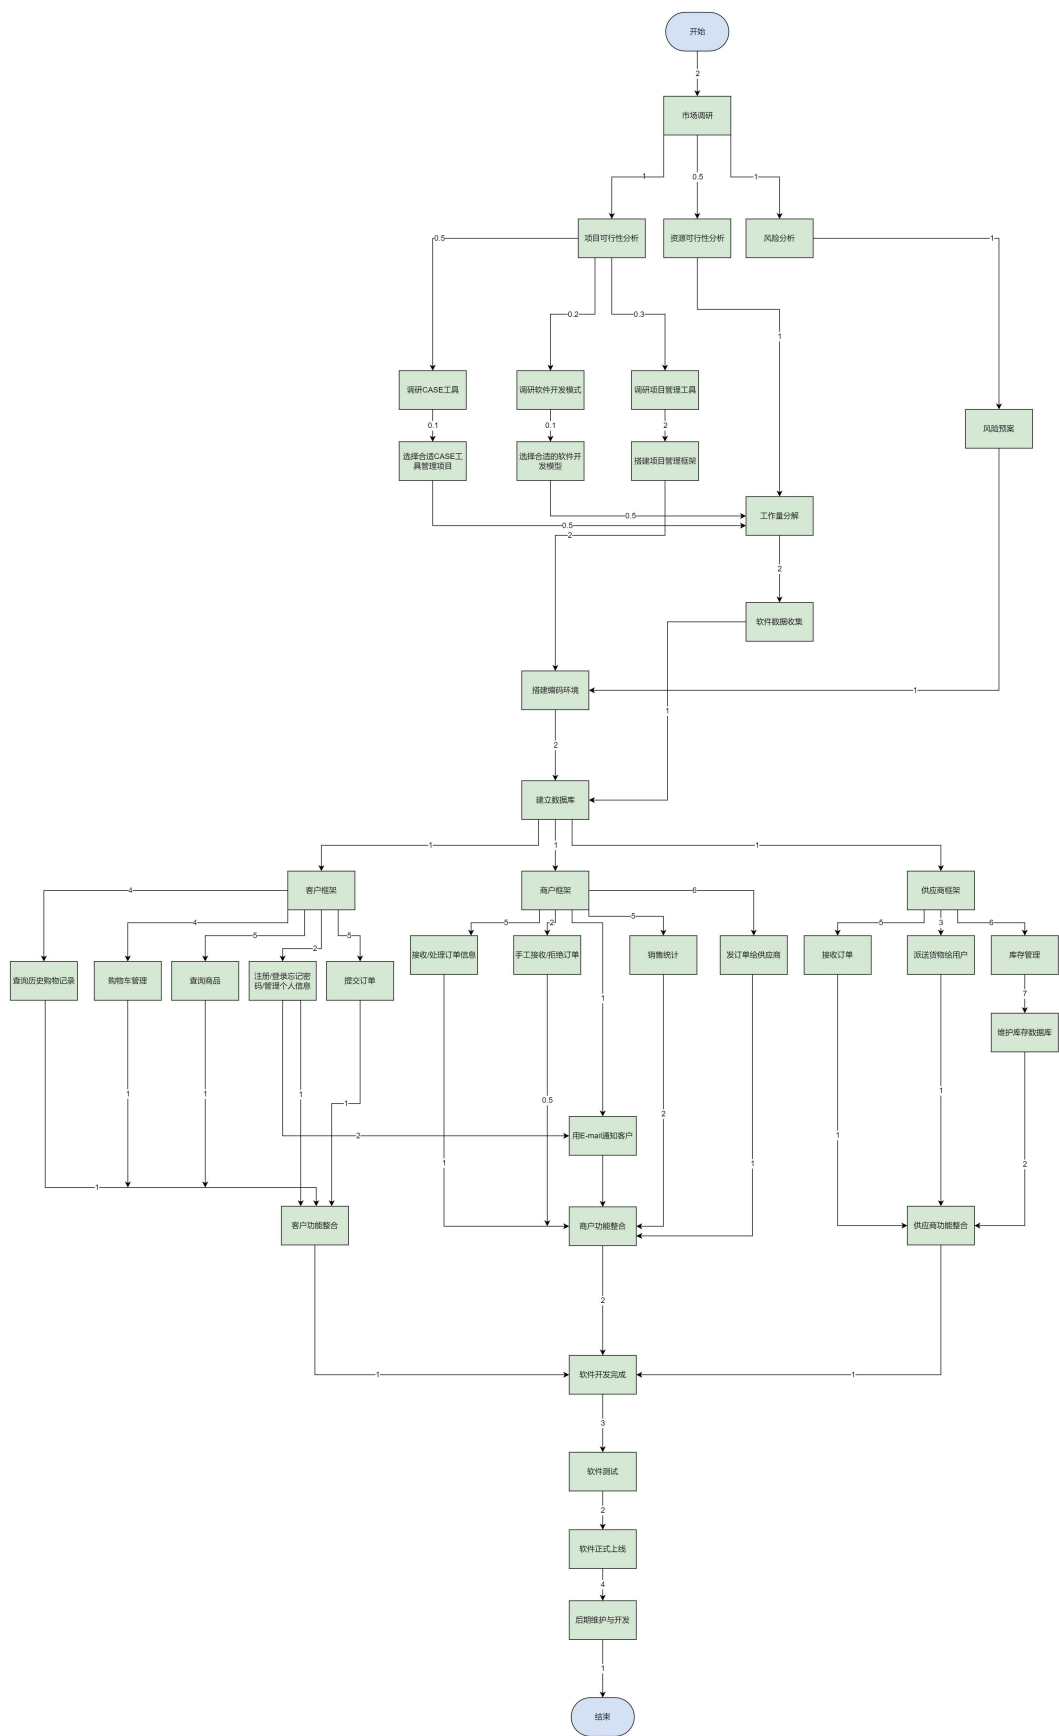 开始
2
市场调研
1
0.5
1
项目可行性分析
资源可行性分析
风险分析
0.5
1
0.2
0.3
1
调研CASE工具
调研软件开发模式
调研项目管理工具
0.1
0.1
2
风险预案
选择合适CASE工
具管理项目
选择合适的软件开
发模型
搭建项目管理框架
0.5
0.5
2
工作量分解
2
软件数据收集
搭建编码环境
1
1
2
建立数据库
1
1
1
客户框架
商户框架
供应商框架
4
4
5
2
5
5
2
5
6
5
3
6
查询历史购物记录
购物车管理
查询商品
注册/登录忘记密
码/管理个人信息
提交订单
接收/处理订单信息
手工接收/拒绝订单
销售统计
发订单给供应商
接收订单
派送货物给用户
库存管理
7
维护库存数据库
1
1
1
1
1
1
0.5
2
1
2
用E-mail通知客户
1
1
1
2
1
客户功能整合
商户功能整合
供应商功能整合
2
1
软件开发完成
1
3
软件测试
2
软件正式上线
4
后期维护与开发
1
结束